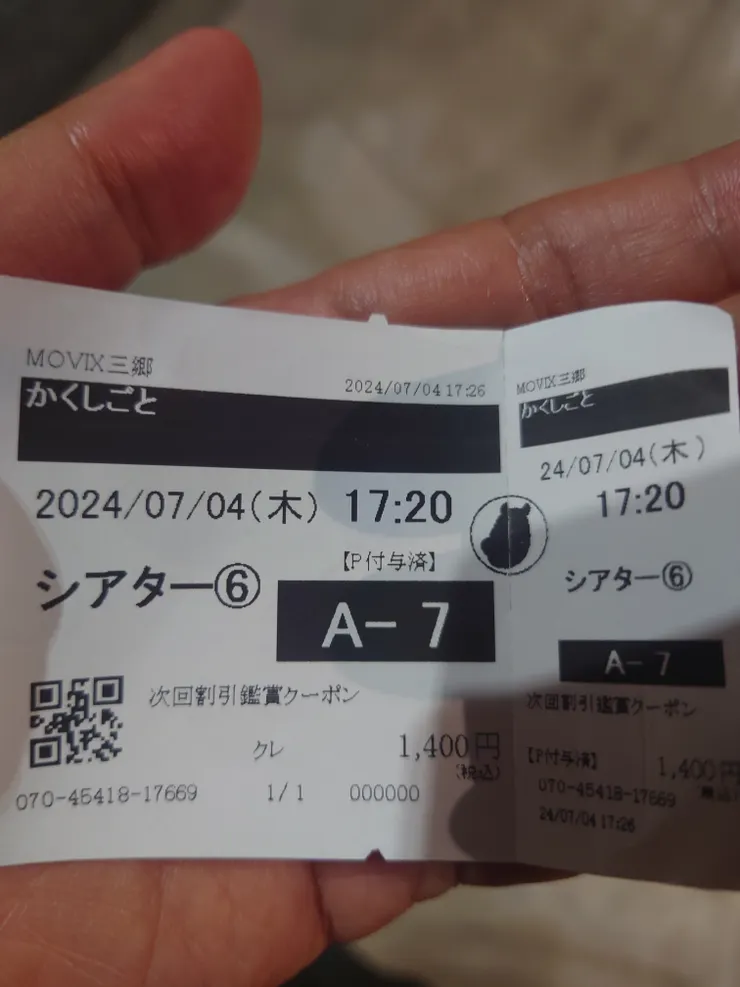 MOVIX三郷
2024/07/04 17:26
かくしごと
2024/07/04(木) 17:20
【P付与済】
シアター⑥
A- 7
次回割引鑑賞クーポン
クレ 1,400円
(税込)
070-45418-17669 1/1 000000
MOVIX三郷
かくしごと
24/07/04(木)
17:20
シアター⑥
A- 7
次回割引鑑賞クーポン
【P付与済】 1,400円
070-45418-17669
24/07/04 17:26